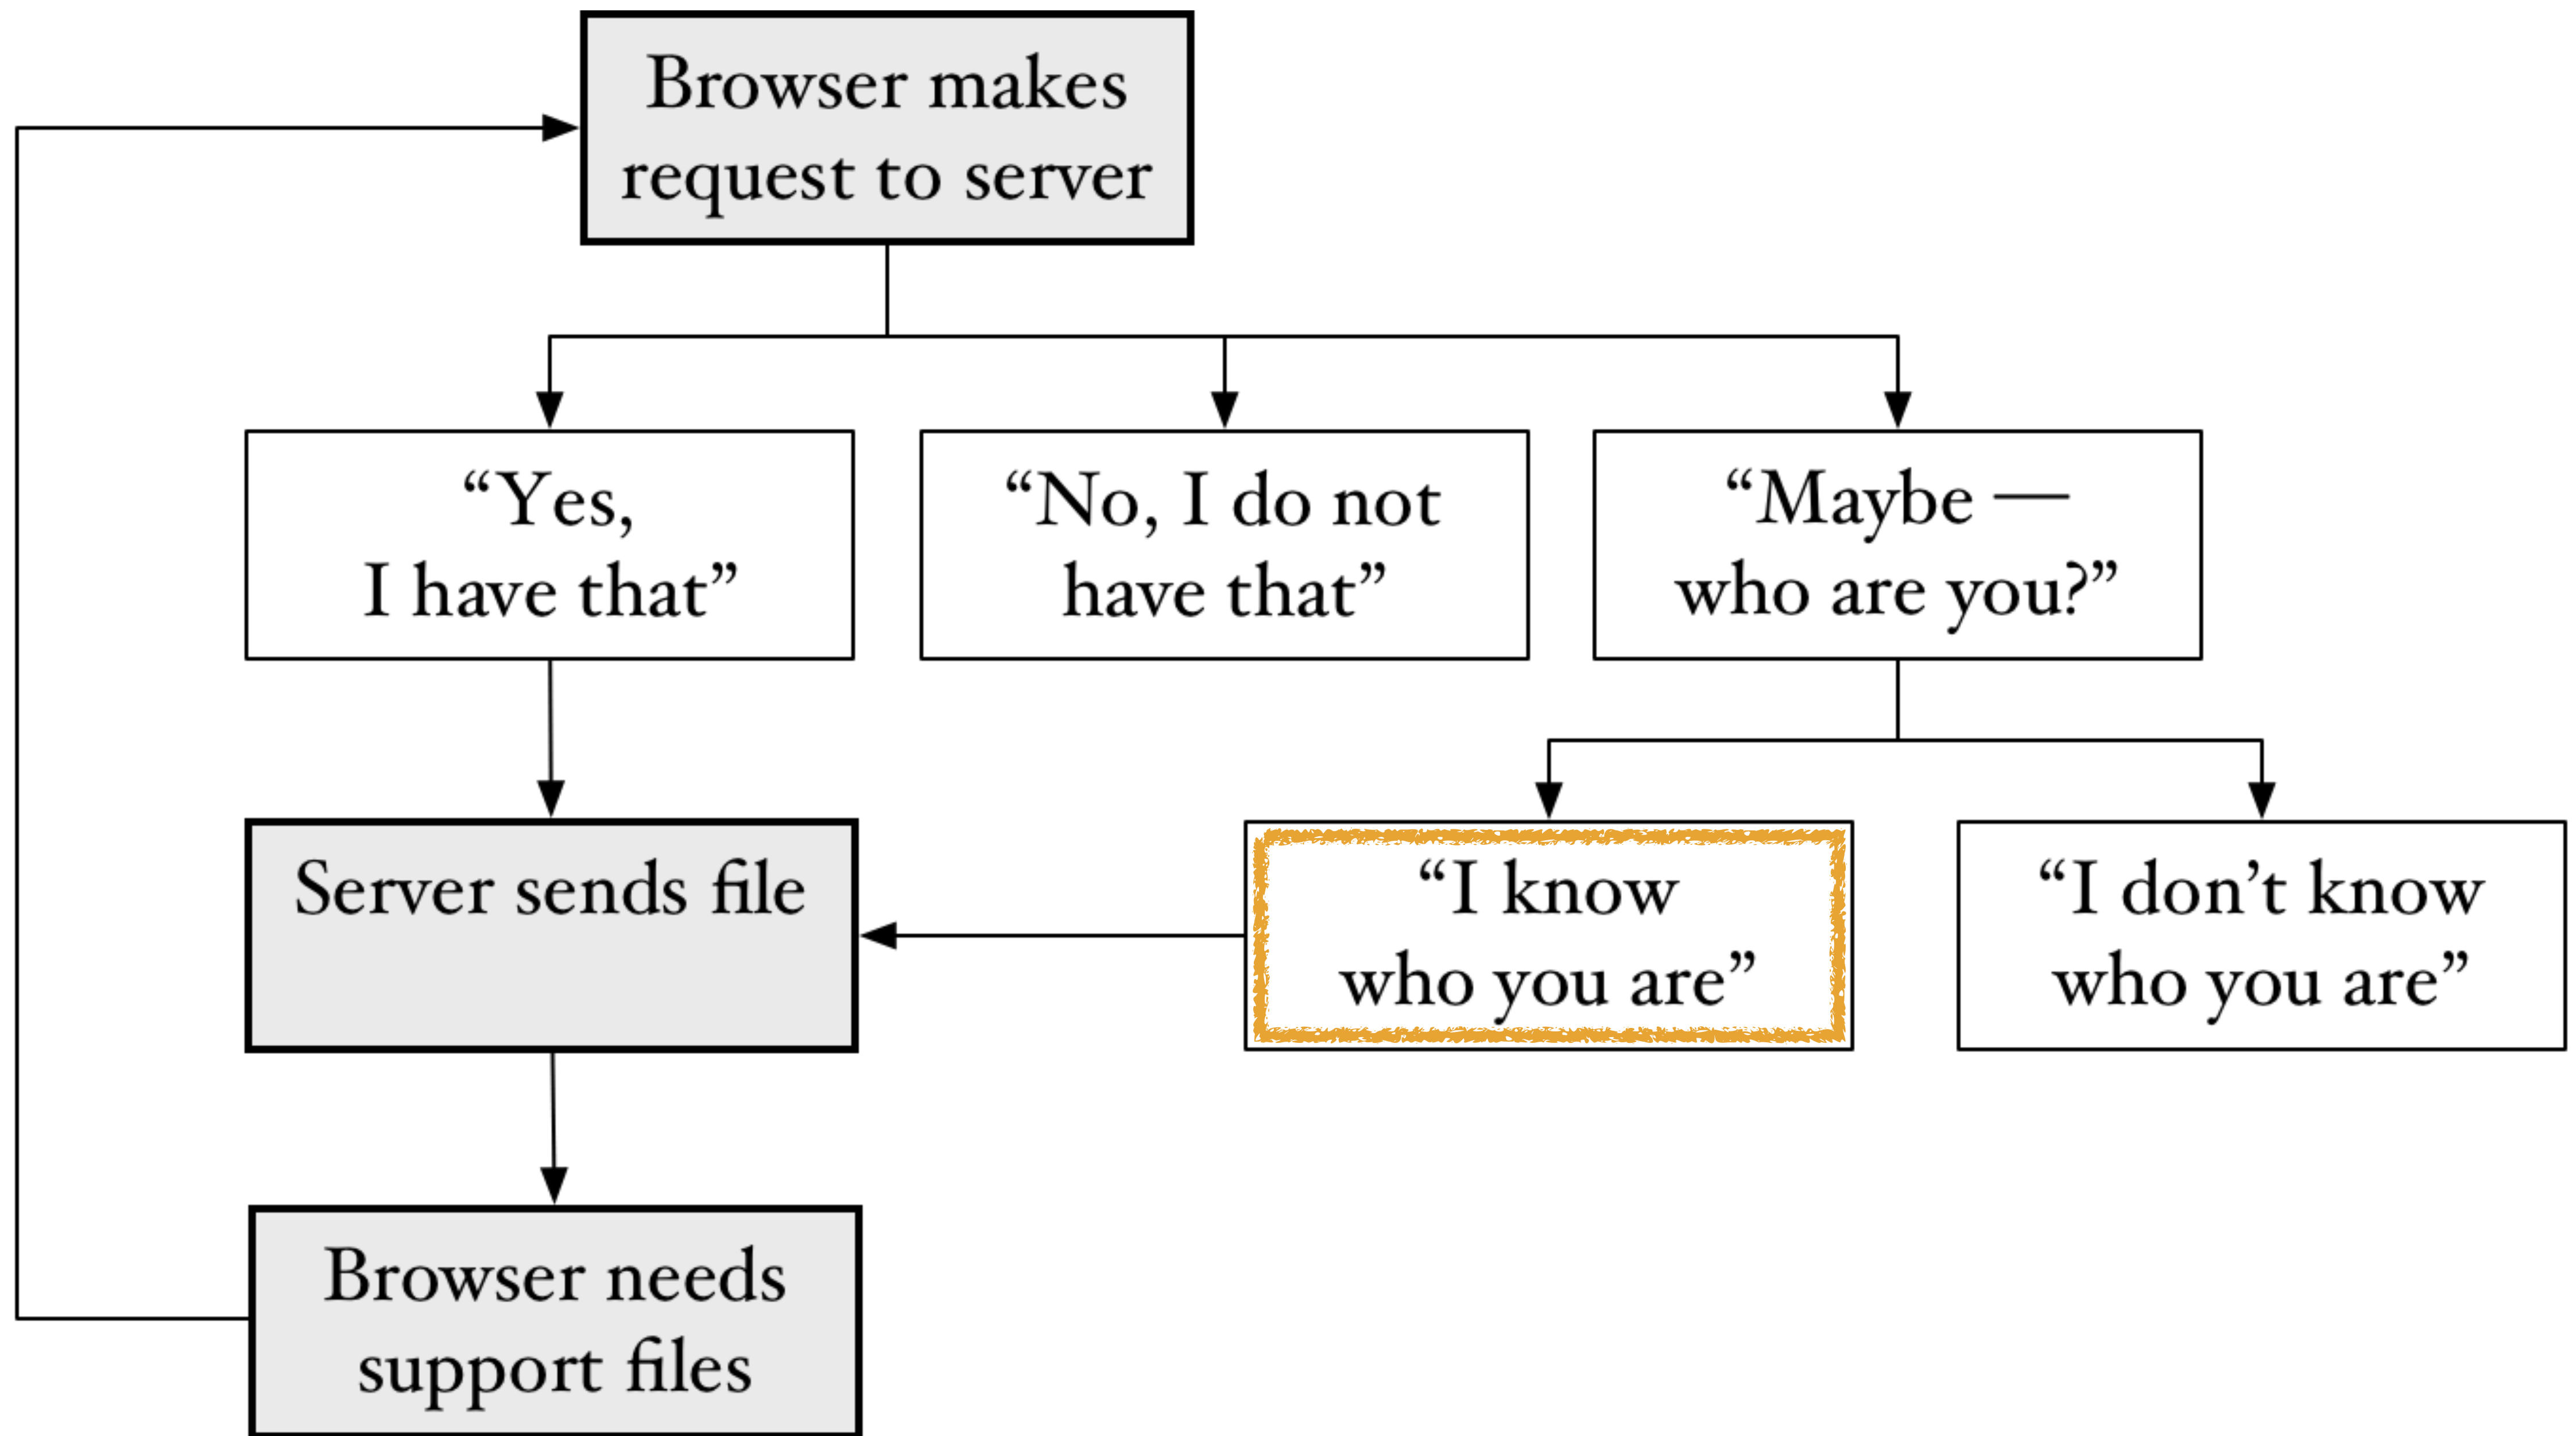 Browser makes
request to server
“Yes,
I have that”
“No, I do not
have that”
“Maybe —
who are you?”
Server sends file
“I know
who you are”
“I don’t know
who you are”
Browser needs
support files